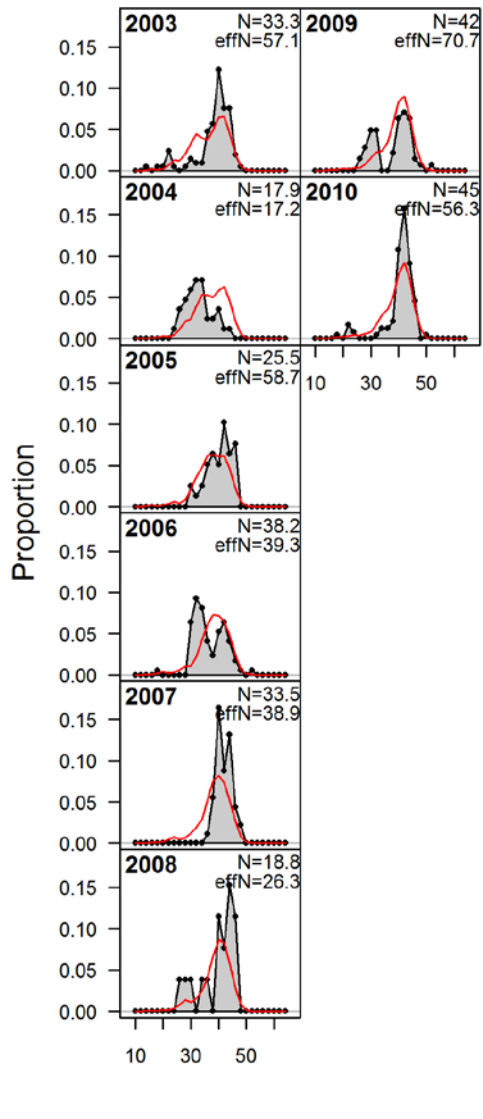 2003
N=33.3
effN=57.1
0.15
0.10
0.05
0.00
2009
N=42
effN=70.7
2004
N=17.9
effN=17.2
0.15
0.10
0.05
0.00
2010
N=45
effN=56.3
10 30 50
2005
N=25.5
effN=58.7
0.15
0.10
0.05
0.00
Proportion
2006
N=38.2
effN=39.3
0.15
0.10
0.05
0.00
2007
N=33.5
effN=38.9
0.15
0.10
0.05
0.00
2008
N=18.8
effN=26.3
0.15
0.10
0.05
0.00
10 30 50